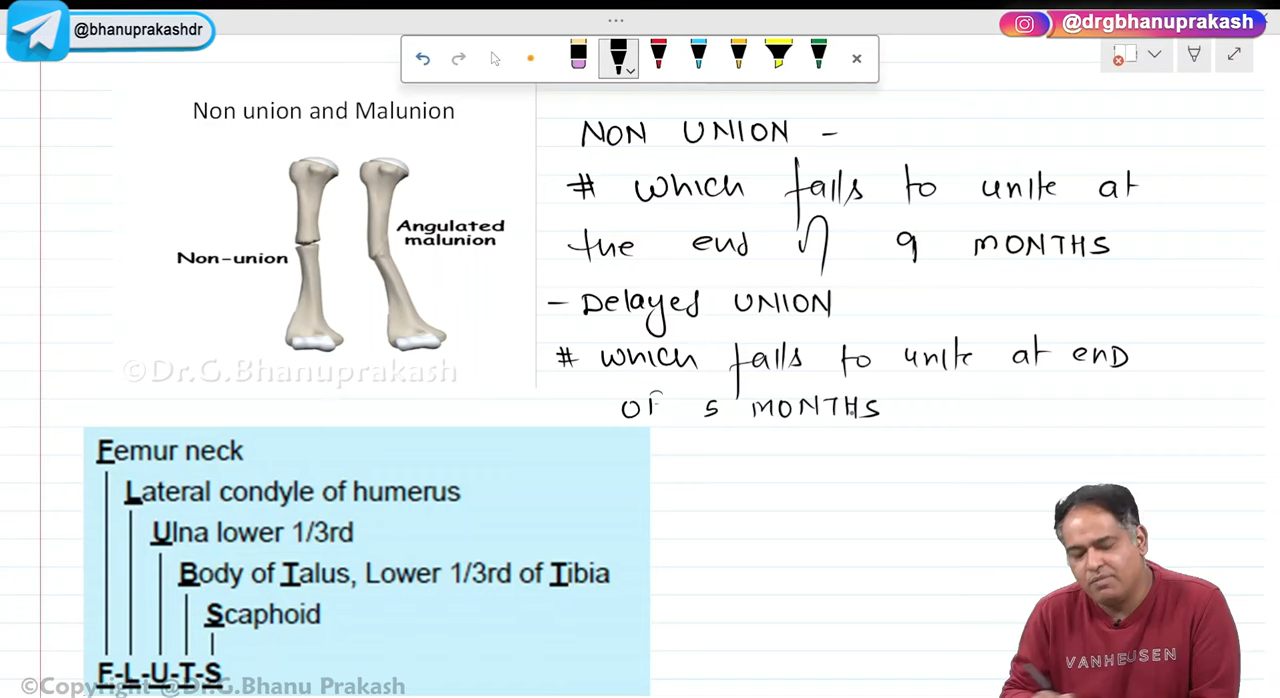 @bhanuprakashdr
@drgbhanuprakash
Non union and Malunion
Non-union
Angulated
malunion
©Dr.G.Bhanuprakash
NON UNION -
# which fails to unite at
the end of 9 MONTHS
- Delayed UNION
# which fails to unite at end
OF 5 MONTHS
Femur neck
Lateral condyle of humerus
Ulna lower 1/3rd
Body of Talus, Lower 1/3rd of Tibia
Scaphoid
F-L-U-T-S
©Copyright @Dr.G.Bhanu Prakash
VANHEUSEN